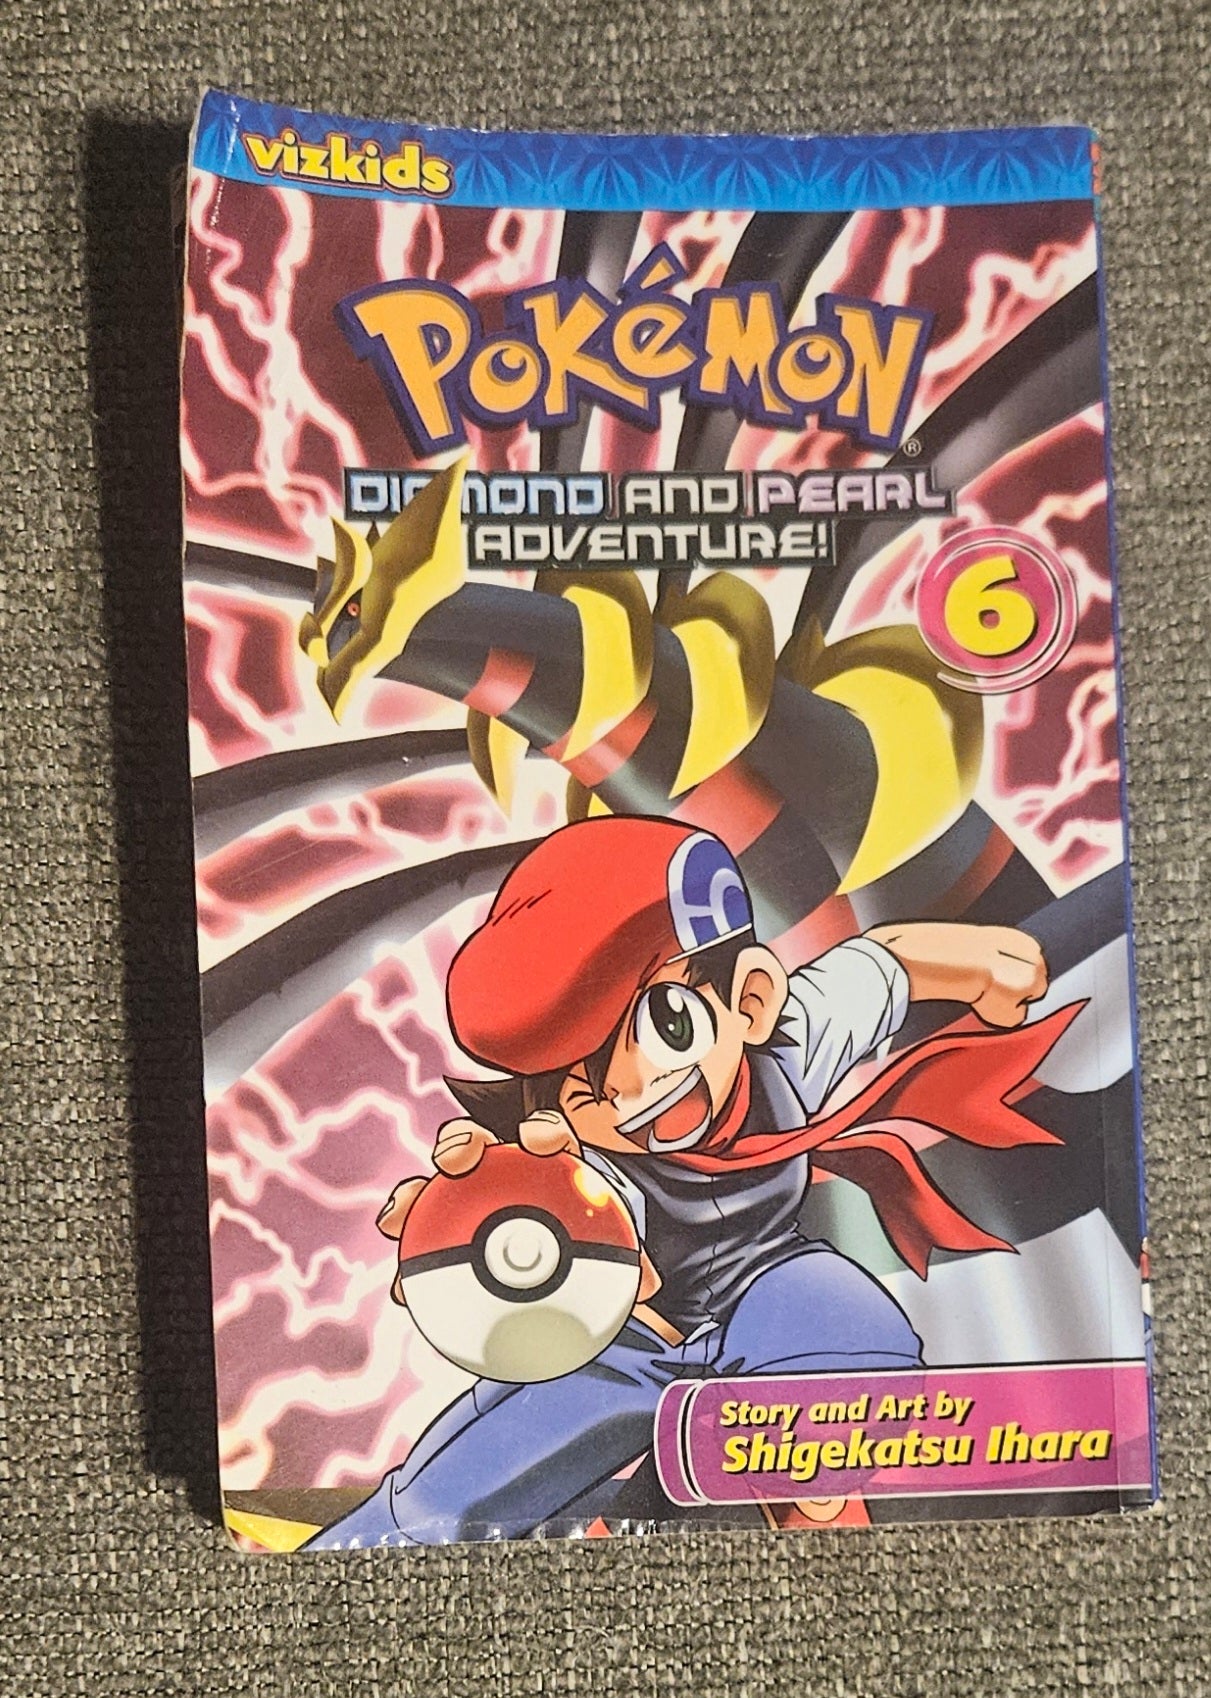 vizkids
POKéMON
®
DIAMOND AND PEARL
ADVENTURE!
6
Story and Art by
Shigekatsu Ihara